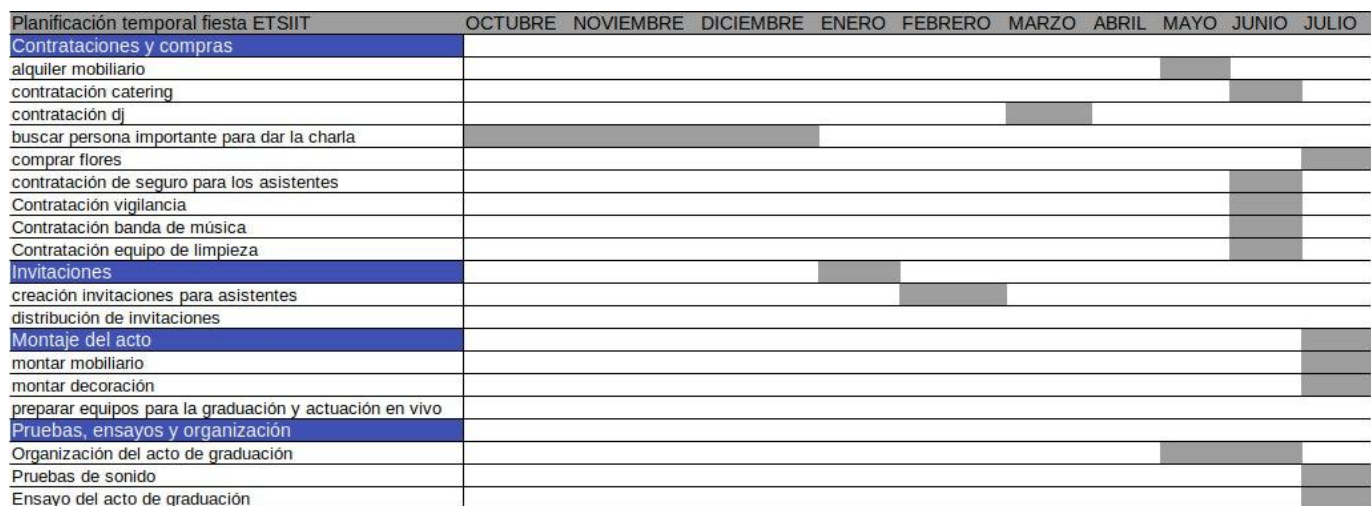 Planificación temporal fiesta ETSIIT OCTUBRE NOVIEMBRE DICIEMBRE ENERO FEBRERO MARZO ABRIL MAYO JUNIO JULIO
Contrataciones y compras
alquiler mobiliario
contratación catering
contratación dj
buscar persona importante para dar la charla
comprar flores
contratación de seguro para los asistentes
Contratación vigilancia
Contratación banda de música
Contratación equipo de limpieza
Invitaciones
creación invitaciones para asistentes
distribución de invitaciones
Montaje del acto
montar mobiliario
montar decoración
preparar equipos para la graduación y actuación en vivo
Pruebas, ensayos y organización
Organización del acto de graduación
Pruebas de sonido
Ensayo del acto de graduación